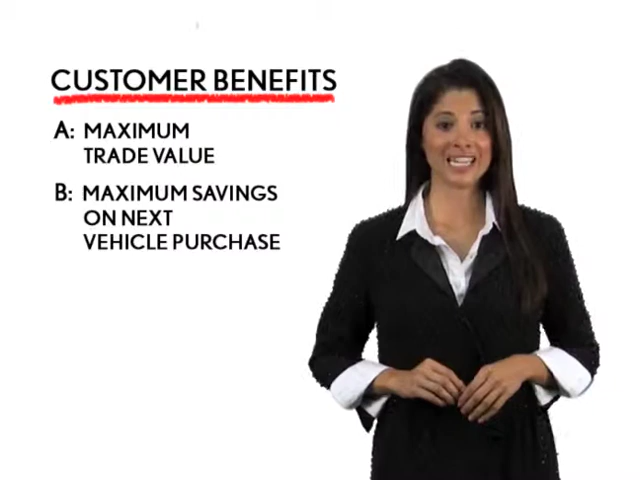 CUSTOMER BENEFITS
A: MAXIMUM
TRADE VALUE
B: MAXIMUM SAVINGS
ON NEXT
VEHICLE PURCHASE